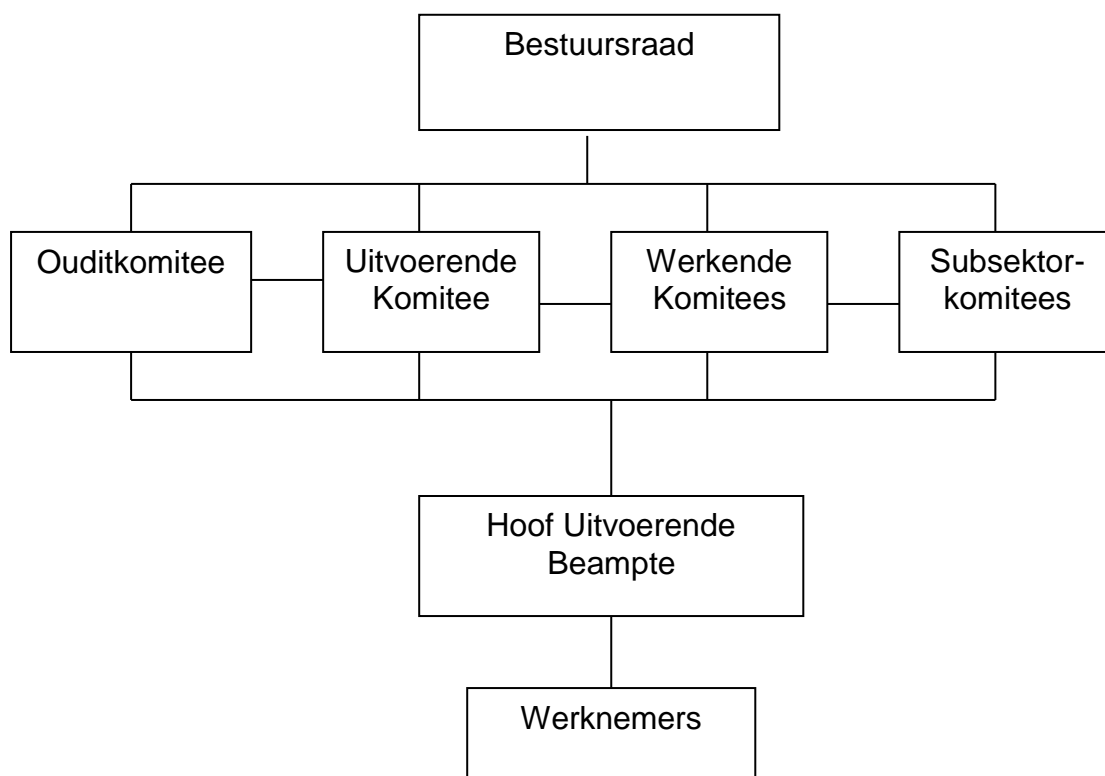 Bestuursraad
Ouditkomitee
Uitvoerende
Komitee
Werkende
Komitees
Subsektor-
komitees
Hoof Uitvoerende
Beampte
Werknemers